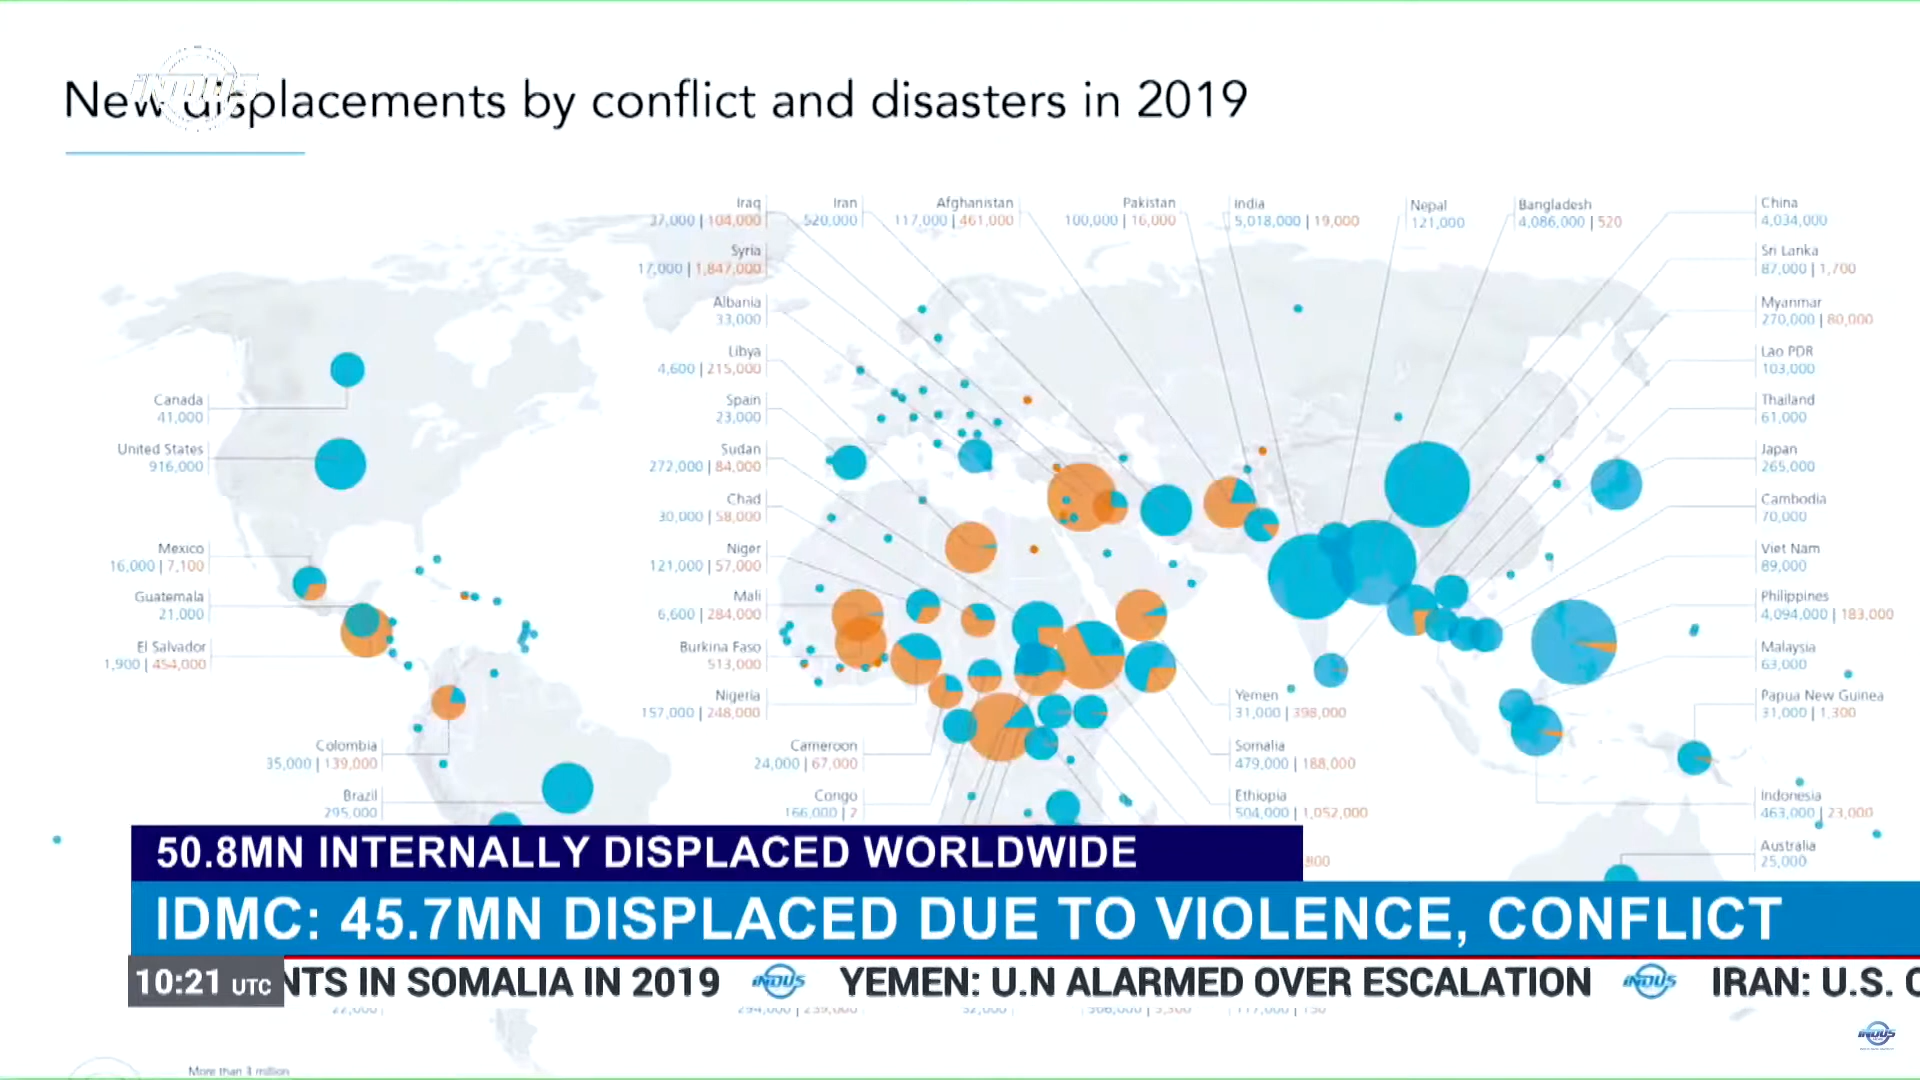 iNDUS
New displacements by conflict and disasters in 2019
Iraq
37,000 | 104,000
Iran
520,000
Afghanistan
117,000 | 461,000
Pakistan
100,000 | 16,000
India
5,018,000 | 19,000
Nepal
121,000
Bangladesh
4,086,000 | 520
China
4,034,000
Syria
17,000 | 1,847,000
Sri Lanka
87,000 | 1,700
Albania
33,000
Myanmar
270,000 | 80,000
Libya
4,600 | 215,000
Lao PDR
103,000
Canada
41,000
Spain
23,000
Thailand
61,000
United States
916,000
Sudan
272,000 | 84,000
Japan
265,000
Chad
30,000 | 58,000
Cambodia
70,000
Mexico
16,000 | 7,100
Niger
121,000 | 57,000
Viet Nam
89,000
Guatemala
21,000
Mali
6,600 | 284,000
Philippines
4,094,000 | 183,000
El Salvador
1,900 | 454,000
Burkina Faso
513,000
Malaysia
63,000
Nigeria
157,000 | 248,000
Yemen
31,000 | 398,000
Papua New Guinea
31,000 | 1,300
Colombia
35,000 | 139,000
Cameroon
24,000 | 67,000
Somalia
479,000 | 188,000
Brazil
295,000
Congo
166,000 | 2
Ethiopia
504,000 | 1,052,000
Indonesia
463,000 | 23,000
Australia
25,000
50.8MN INTERNALLY DISPLACED WORLDWIDE
IDMC: 45.7MN DISPLACED DUE TO VIOLENCE, CONFLICT
10:21 UTC
NTS IN SOMALIA IN 2019 iNDUS YEMEN: U.N ALARMED OVER ESCALATION iNDUS IRAN: U.S.
iNDUS
More than 3 million